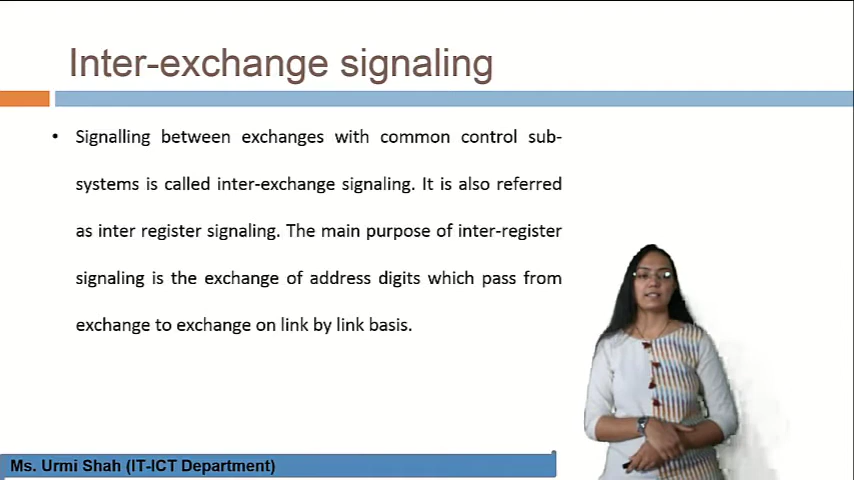 Inter-exchange signaling
• Signalling between exchanges with common control sub-
systems is called inter-exchange signaling. It is also referred
as inter register signaling. The main purpose of inter-register
signaling is the exchange of address digits which pass from
exchange to exchange on link by link basis.
Ms. Urmi Shah (IT-ICT Department)